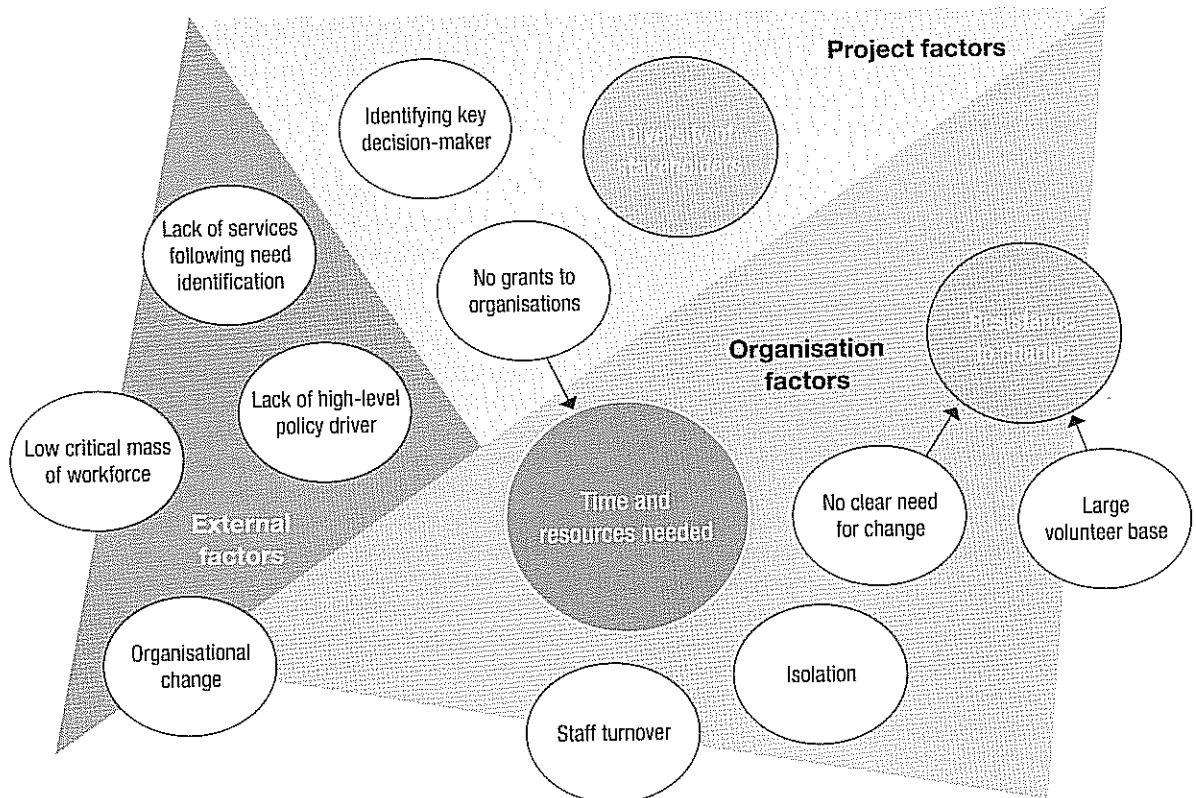 Project factors
Identifying key
decision-maker
Diversity of
stakeholders
Lack of services
following need
identification
No grants to
organisations
Organisation
factors
Resistance
to change
Lack of high-level
policy driver
Low critical mass
of workforce
Time and
resources needed
No clear need
for change
Large
volunteer base
External
factors
Organisational
change
Isolation
Staff turnover